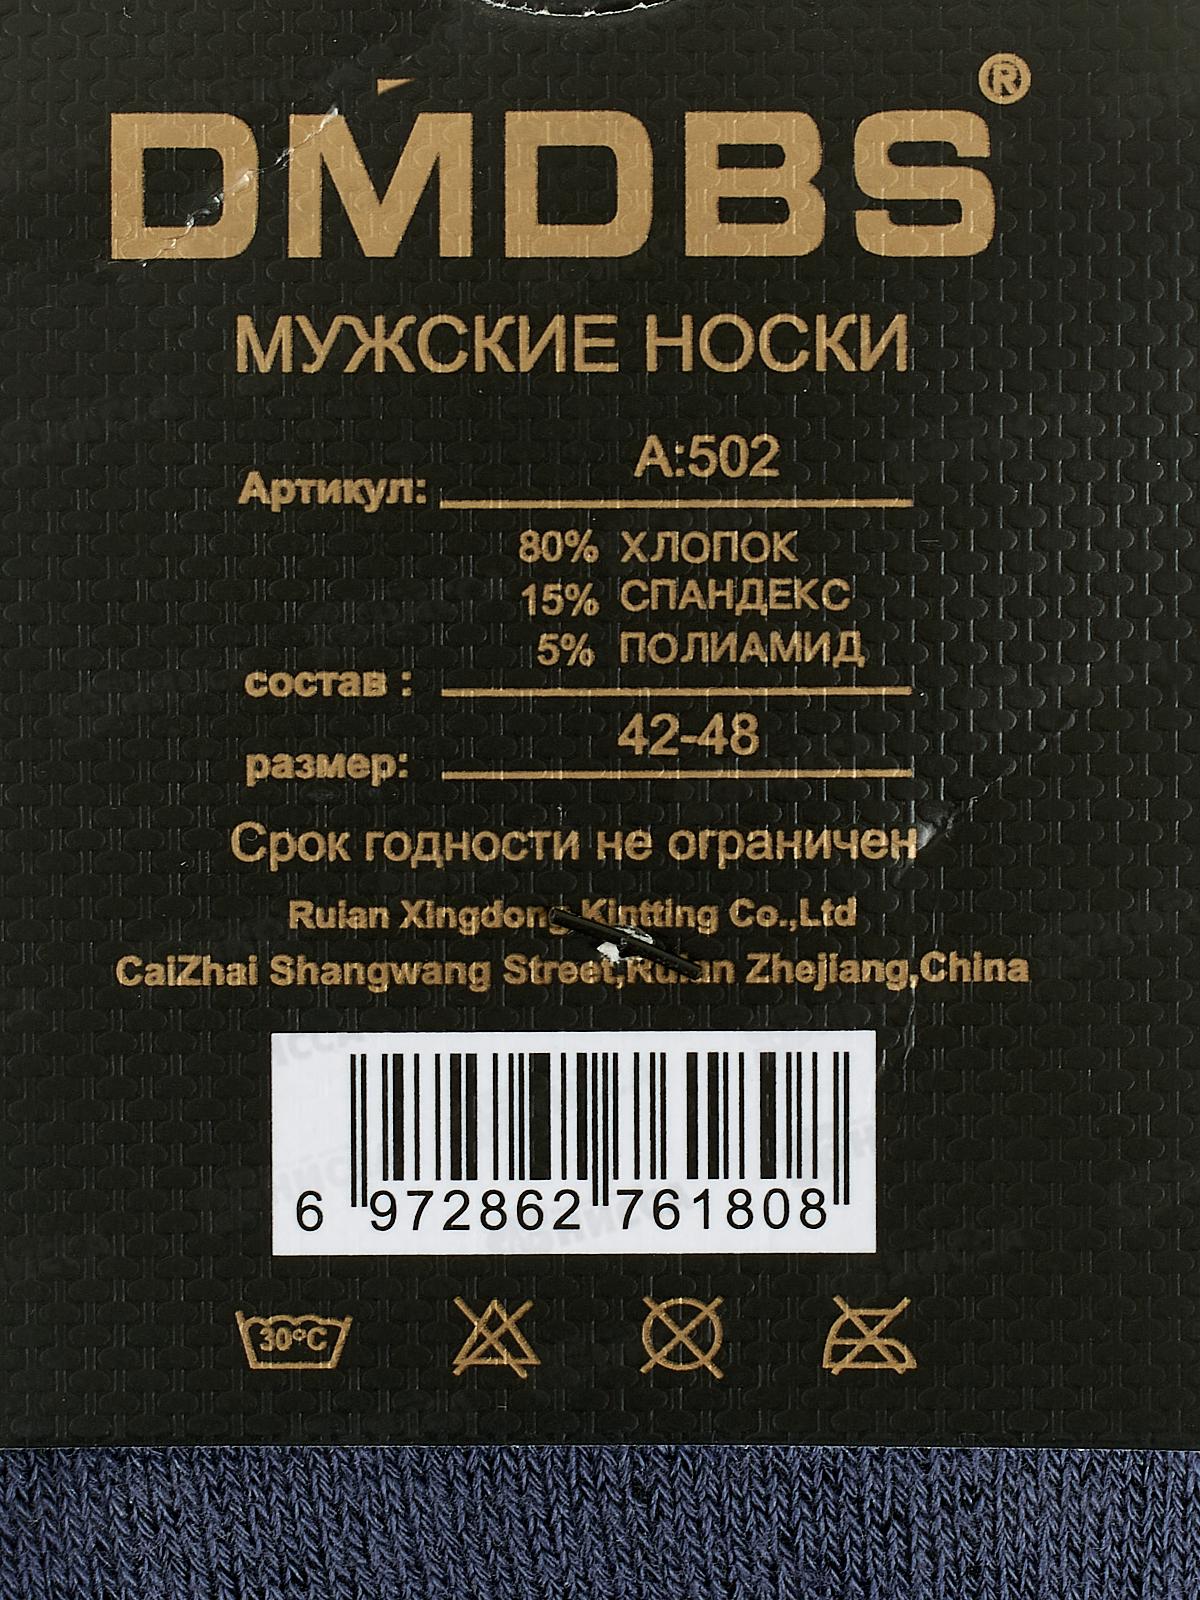 DMDBS®
МУЖСКИЕ НОСКИ
Артикул: А:502
80% ХЛОПОК
15% СПАНДЕКС
5% ПОЛИАМИД
состав :
размер: 42-48
Срок годности не ограничен
Ruian Xingdong Kintting Co.,Ltd
CaiZhai Shangwang Street,Ruian Zhejiang,China
6 972862 761808
30°C